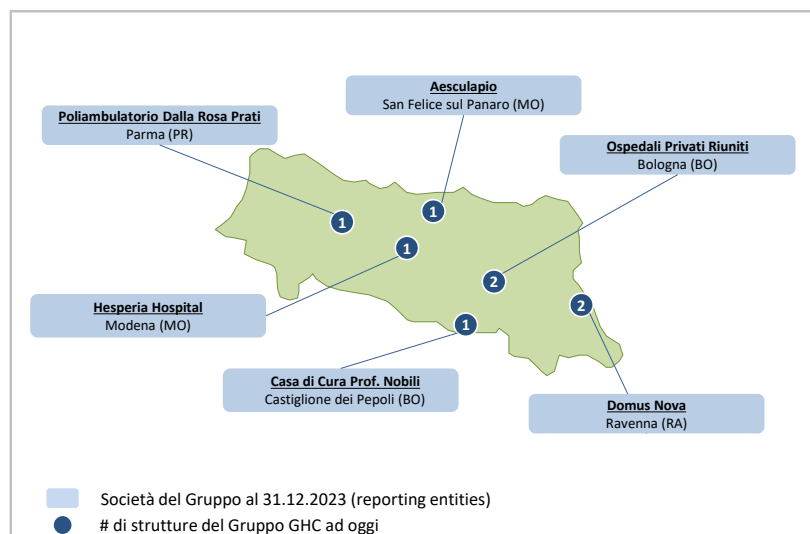 Aesculapio
San Felice sul Panaro (MO)
Poliambulatorio Dalla Rosa Prati
Parma (PR)
Ospedali Privati Riuniti
Bologna (BO)
1
1
1
2
2
1
Hesperia Hospital
Modena (MO)
Casa di Cura Prof. Nobili
Castiglione dei Pepoli (BO)
Domus Nova
Ravenna (RA)
Società del Gruppo al 31.12.2023 (reporting entities)
# di strutture del Gruppo GHC ad oggi